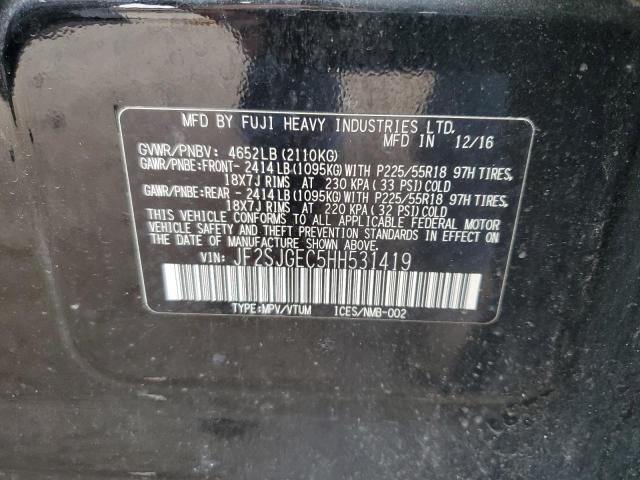 MFD BY FUJI HEAVY INDUSTRIES LTD.
MFD IN 12/16
GVWR/PNBV: 4652LB (2110KG)
GAWR/PNBE:FRONT- 2414LB(1095KG) WITH P225/55R18 97H TIRES,
18X7J RIMS AT 230 KPA (33 PSI) COLD
GAWR/PNBE:REAR - 2414LB(1095KG) WITH P225/55R18 97H TIRES,
18X7J RIMS AT 220 KPA (32 PSI) COLD
THIS VEHICLE CONFORMS TO ALL APPLICABLE FEDERAL MOTOR
VEHICLE SAFETY AND THEFT PREVENTION STANDARDS IN EFFECT ON
THE DATE OF MANUFACTURE SHOWN ABOVE.
VIN: JF2SJGEC5HH531419
TYPE:MPV/VTUM ICES/NMB-002